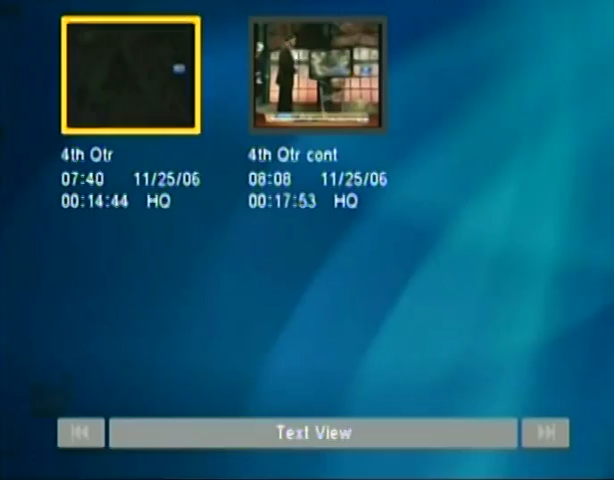 4th Qtr
07:40 11/25/06
00:14:44 HQ
4th Qtr cont
08:08 11/25/06
00:17:53 HQ
Text View